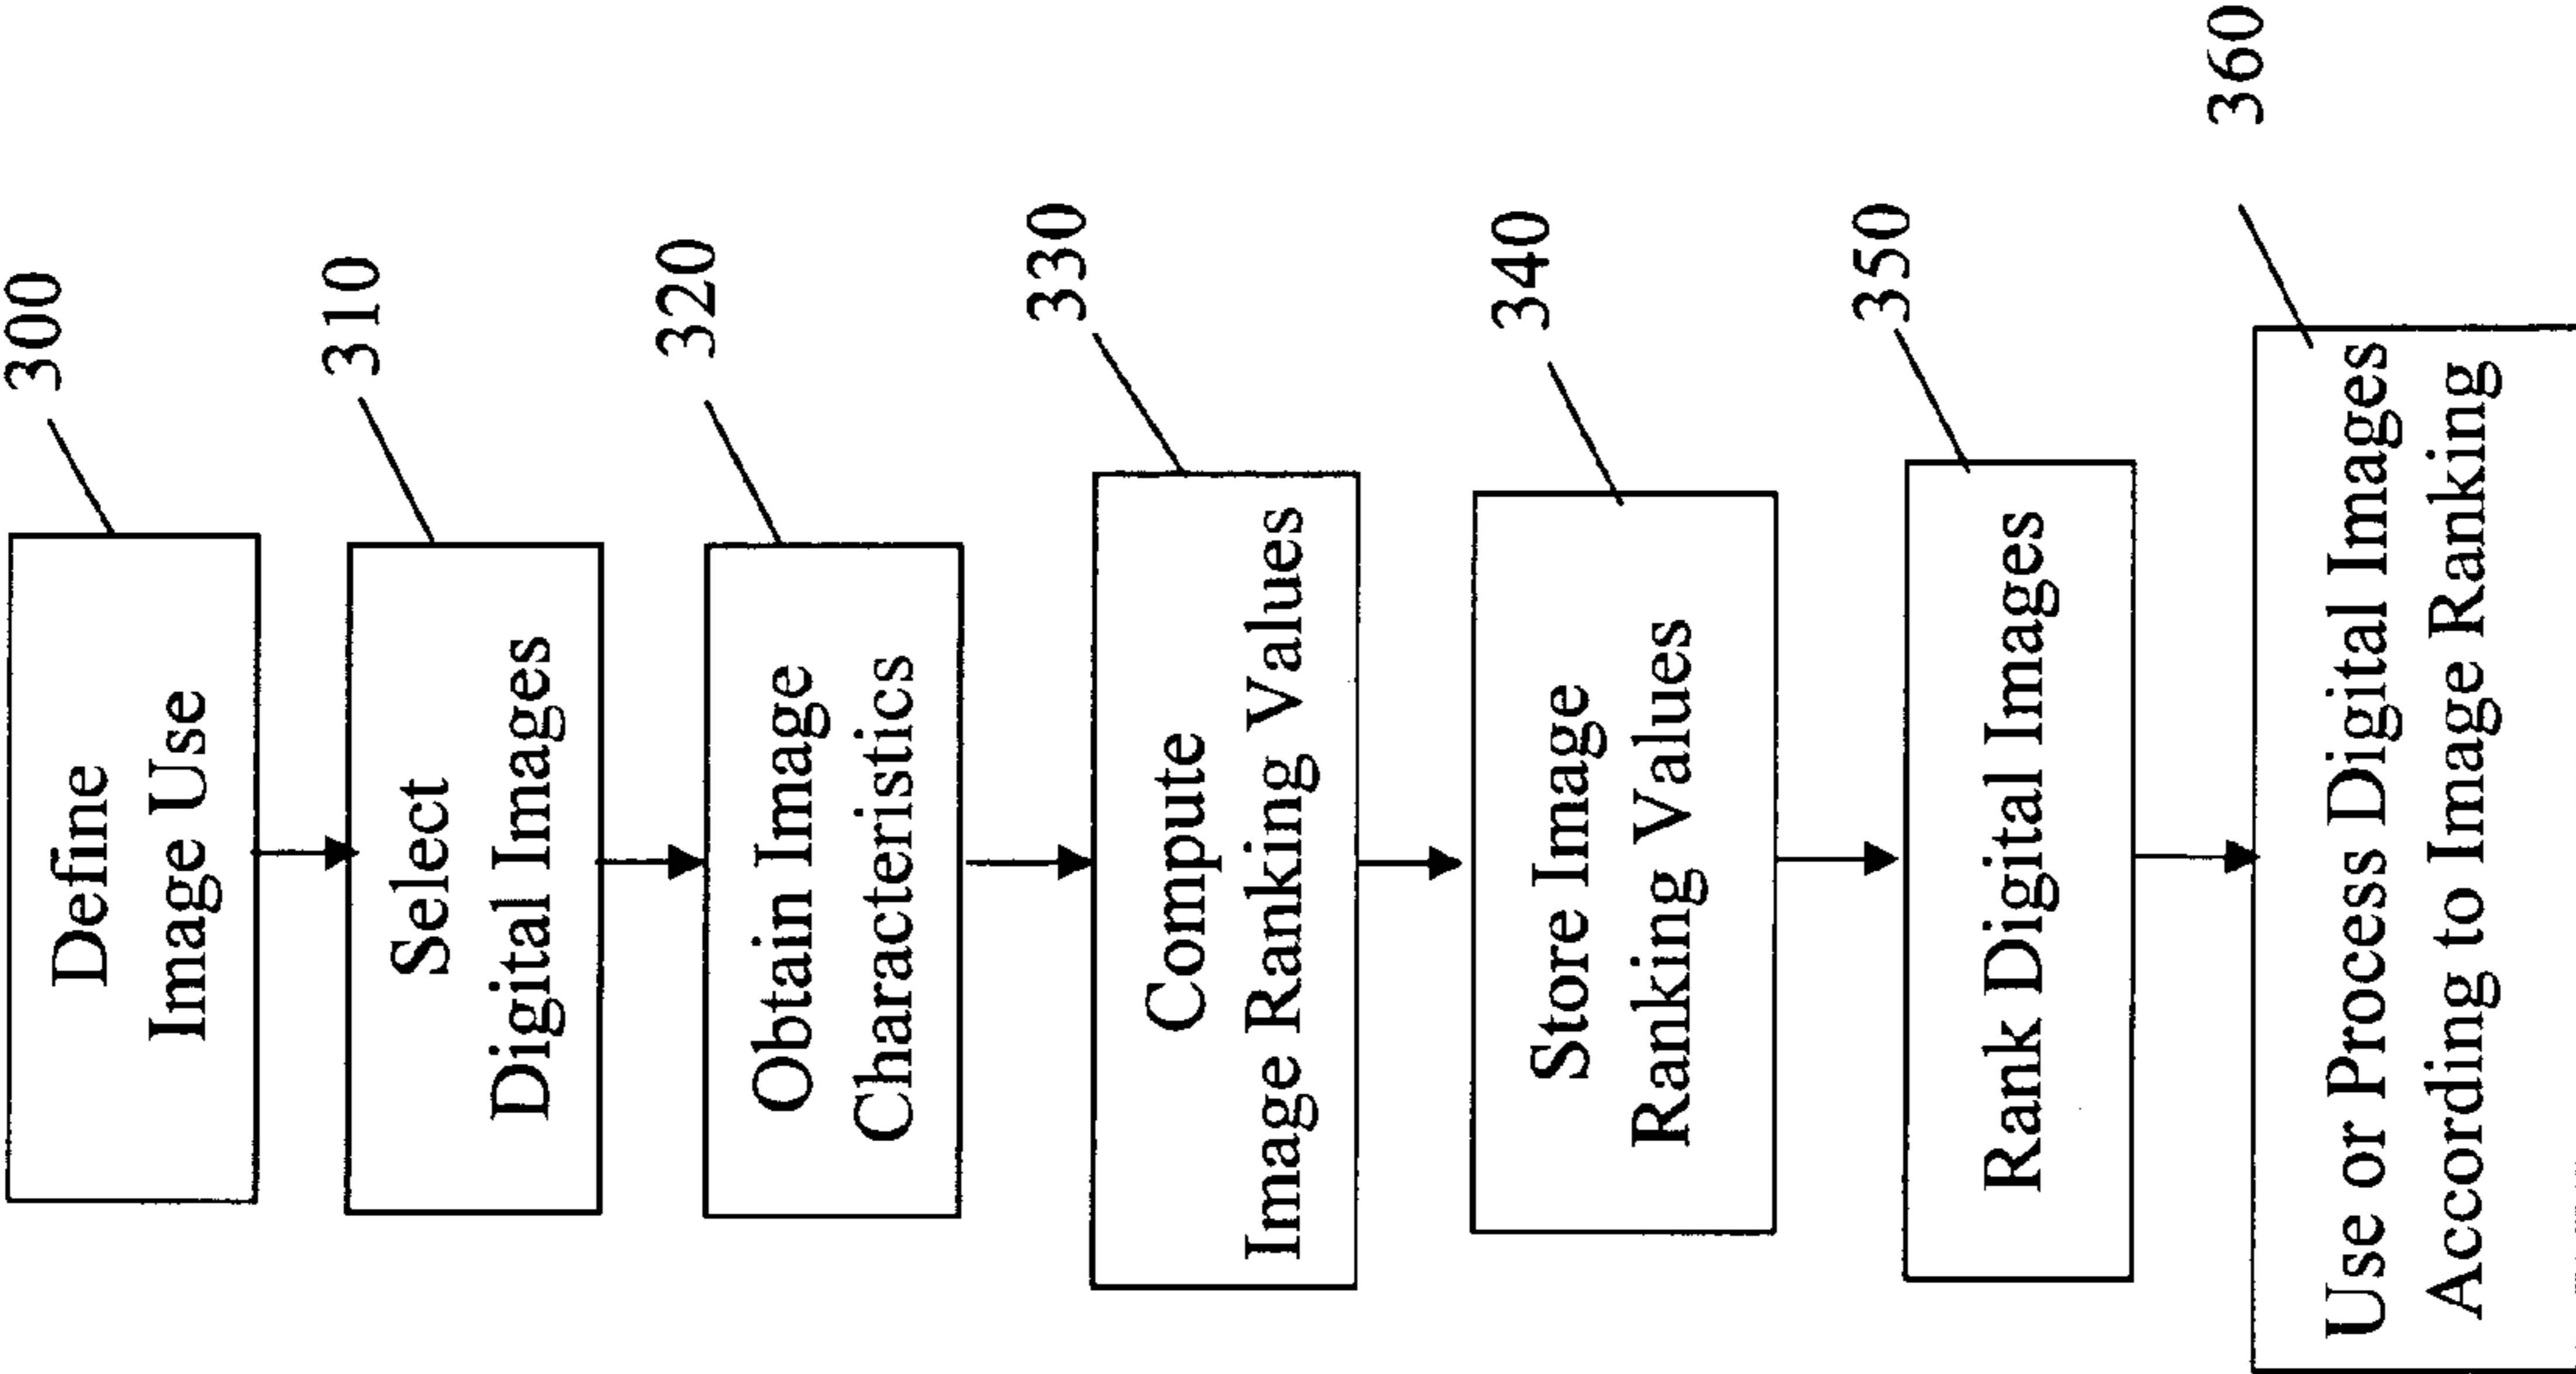 300
Define
Image Use
310
Select
Digital Images
320
Obtain Image
Characteristics
330
Compute
Image Ranking Values
340
Store Image
Ranking Values
350
Rank Digital Images
360
Use or Process Digital Images
According to Image Ranking